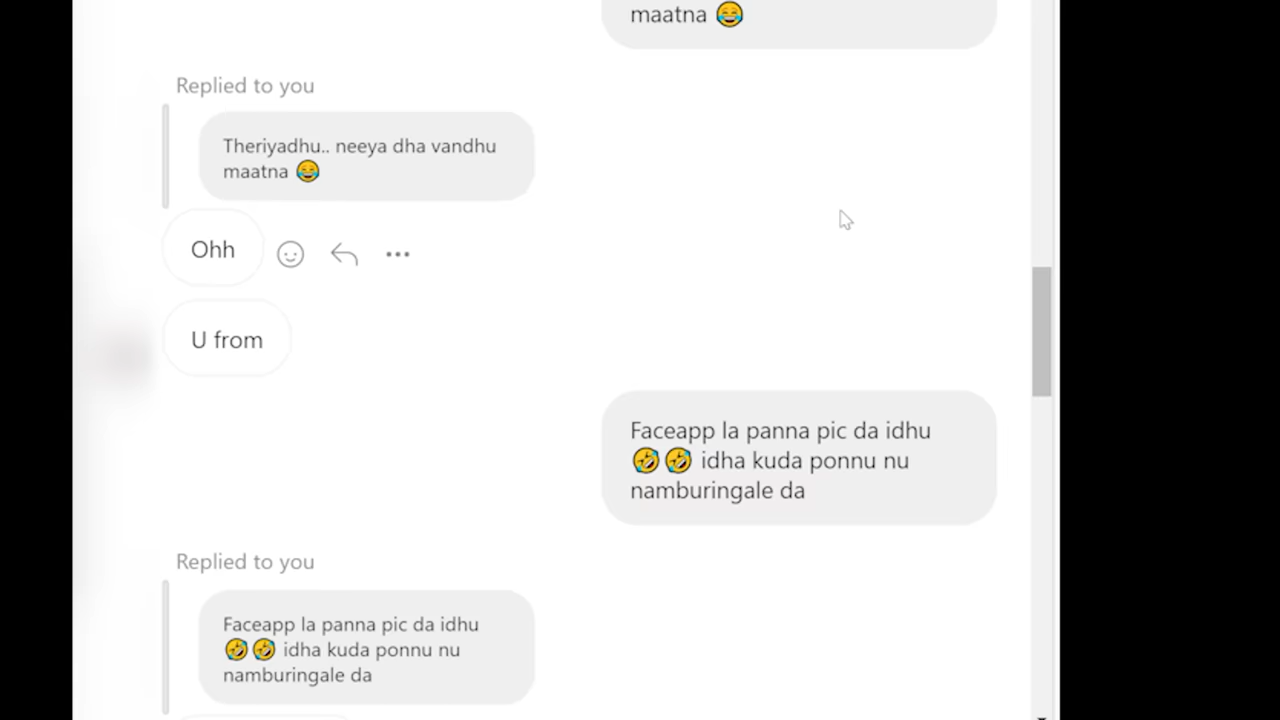 maatna 😂
Replied to you
Theriyadhu.. neeya dha vandhu
maatna 😂
Ohh
U from
Faceapp la panna pic da idhu
🤣🤣 idha kuda ponnu nu
namburingale da
Replied to you
Faceapp la panna pic da idhu
🤣🤣 idha kuda ponnu nu
namburingale da